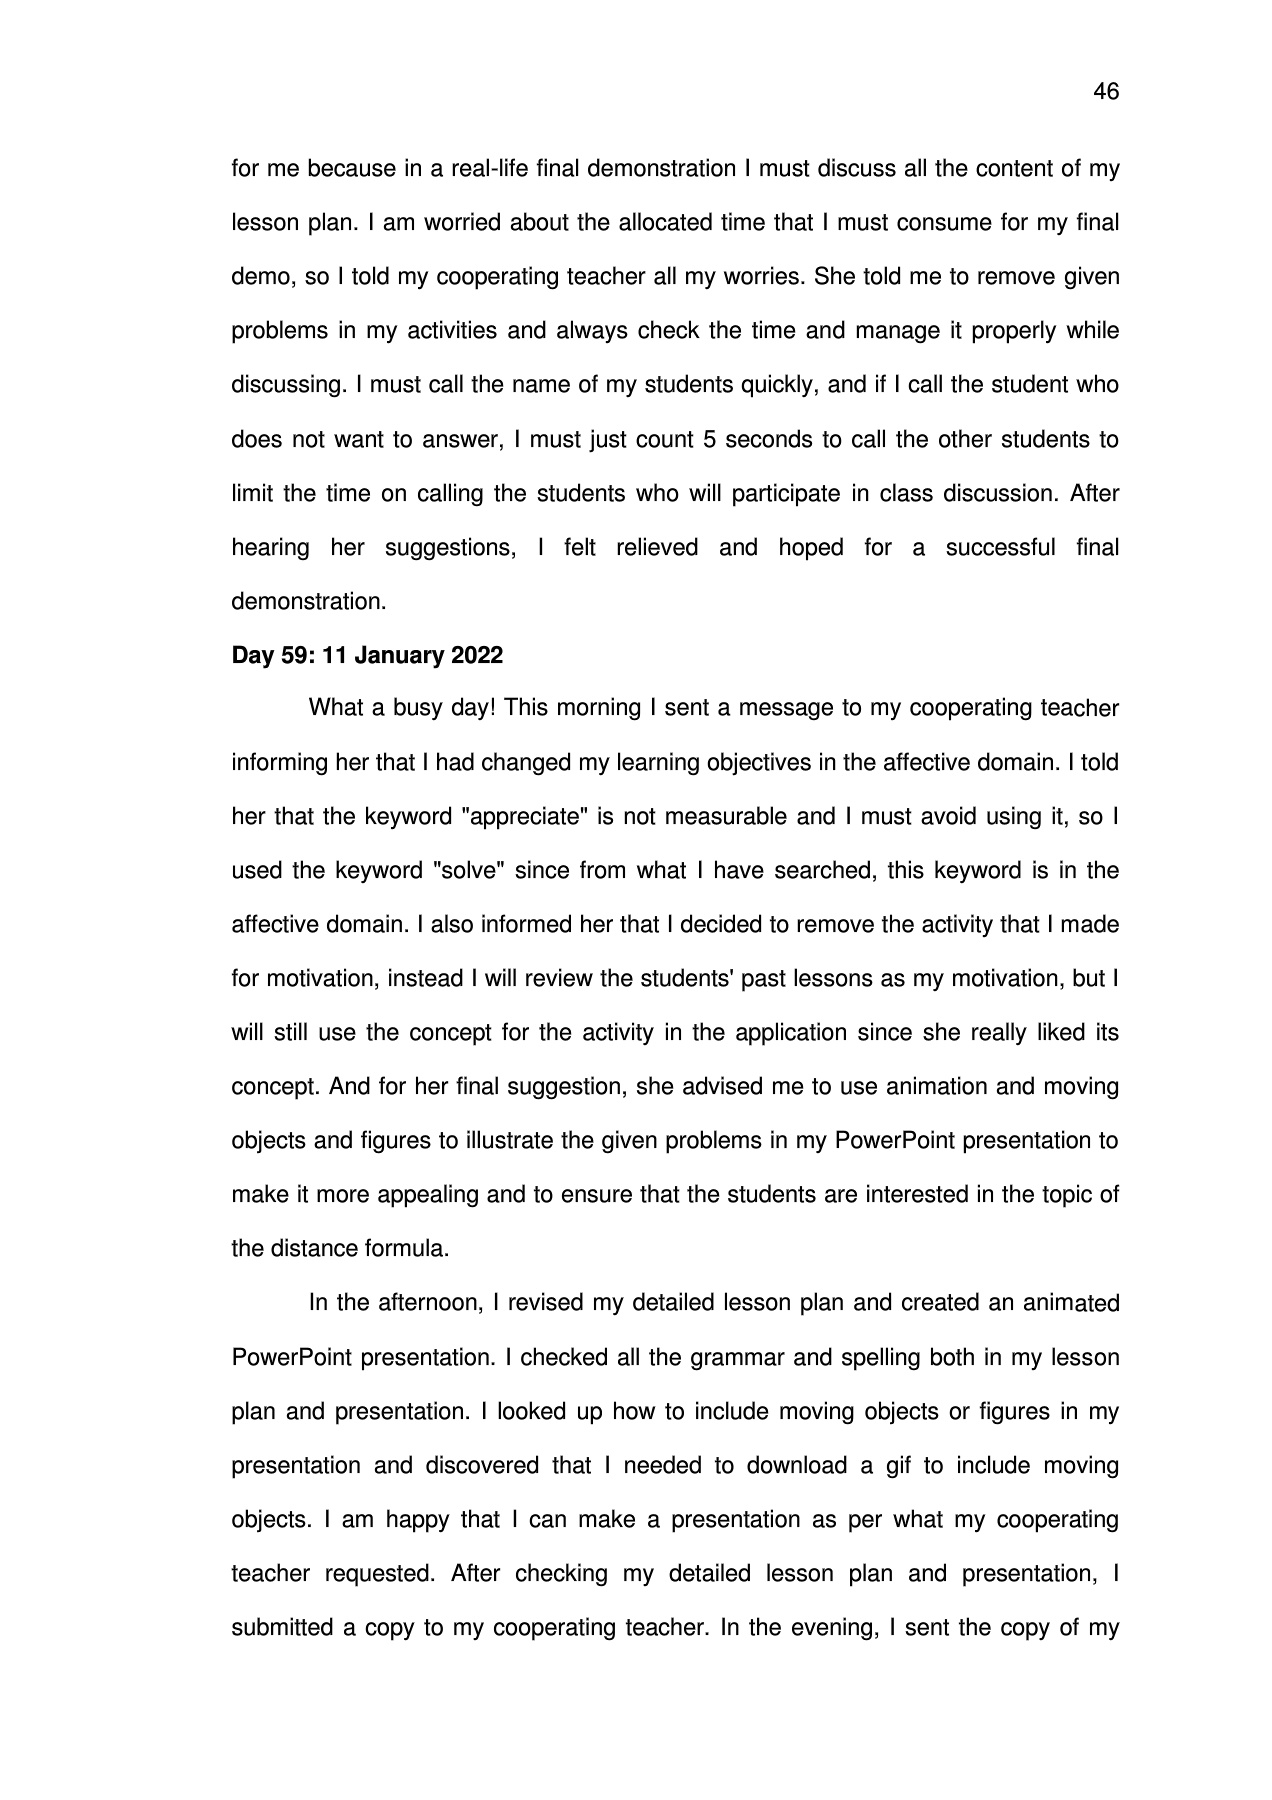 46
for me because in a real-life final demonstration I must discuss all the content of my
lesson plan. I am worried about the allocated time that I must consume for my final
demo, so I told my cooperating teacher all my worries. She told me to remove given
problems in my activities and always check the time and manage it properly while
discussing. I must call the name of my students quickly, and if I call the student who
does not want to answer, I must just count 5 seconds to call the other students to
limit the time on calling the students who will participate in class discussion. After
hearing her suggestions, I felt relieved and hoped for a successful final
demonstration.
Day 59: 11 January 2022
What a busy day! This morning I sent a message to my cooperating teacher
informing her that I had changed my learning objectives in the affective domain. I told
her that the keyword "appreciate" is not measurable and I must avoid using it, so I
used the keyword "solve" since from what I have searched, this keyword is in the
affective domain. I also informed her that I decided to remove the activity that I made
for motivation, instead I will review the students' past lessons as my motivation, but I
will still use the concept for the activity in the application since she really liked its
concept. And for her final suggestion, she advised me to use animation and moving
objects and figures to illustrate the given problems in my PowerPoint presentation to
make it more appealing and to ensure that the students are interested in the topic of
the distance formula.
In the afternoon, I revised my detailed lesson plan and created an animated
PowerPoint presentation. I checked all the grammar and spelling both in my lesson
plan and presentation. I looked up how to include moving objects or figures in my
presentation and discovered that I needed to download a gif to include moving
objects. I am happy that I can make a presentation as per what my cooperating
teacher requested. After checking my detailed lesson plan and presentation, I
submitted a copy to my cooperating teacher. In the evening, I sent the copy of my